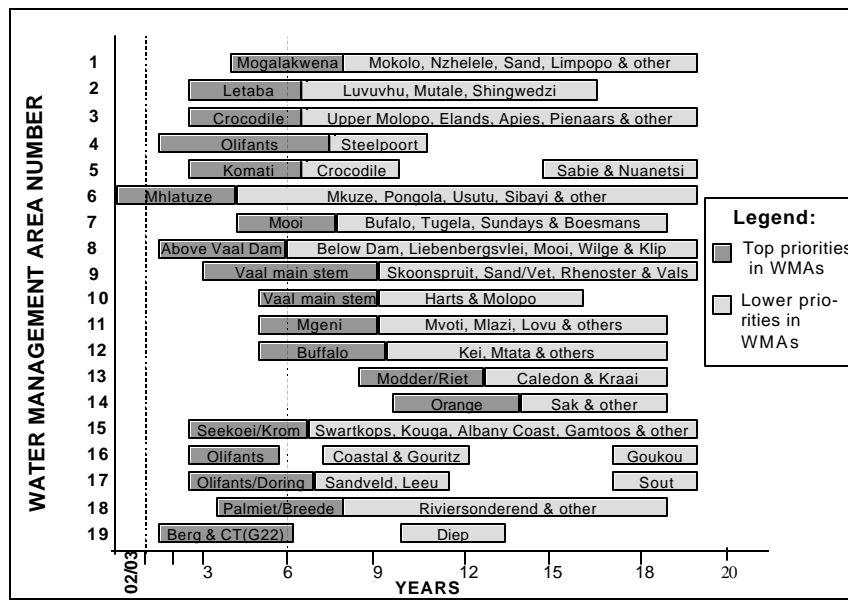 WATER MANAGEMENT AREA NUMBER
1 Mogalakwena Mokolo, Nzhelele, Sand, Limpopo & other
2 Letaba Luvuvhu, Mutale, Shingwedzi
3 Crocodile Upper Molopo, Elands, Apies, Pienaars & other
4 Olifants Steelpoort
5 Komati Crocodile Sabie & Nuanetsi
6 Mhlatuze Mkuze, Pongola, Usutu, Sibayi & other
7 Mooi Bufalo, Tugela, Sundays & Boesmans
8 Above Vaal Dam Below Dam, Liebenbergsvlei, Mooi, Wilge & Klip
9 Vaal main stem Skoonspruit, Sand/Vet, Rhenoster & Vals
10 Vaal main stem Harts & Molopo
11 Mgeni Mvoti, Mlazi, Lovu & others
12 Buffalo Kei, Mtata & others
13 Modder/Riet Caledon & Kraai
14 Orange Sak & other
15 Seekoei/Krom Swartkops, Kouga, Albany Coast, Gamtoos & other
16 Olifants Coastal & Gouritz Goukou
17 Olifants/Doring Sandveld, Leeu Sout
18 Palmiet/Breede Riviersonderend & other
19 Berg & CT(G22) Diep
02/03 3 6 9 12 15 18 20
YEARS
Legend:
Top priorities
in WMAs
Lower prio-
rities in
WMAs